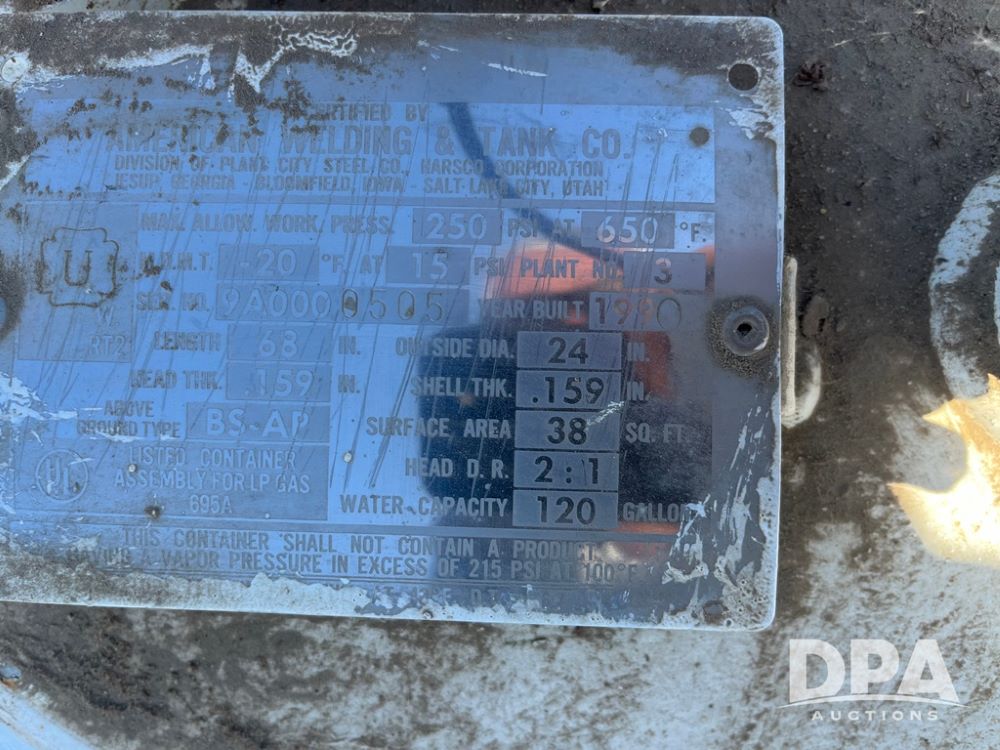 CERTIFIED BY
AMERICAN WELDING & TANK CO.
DIVISION OF PLANT CITY STEEL CO. HARSCO CORPORATION
JESUP, GEORGIA - BLOOMFIELD, IOWA - SALT LAKE CITY, UTAH
MAX. ALLOW. WORK. PRESS. 250 PSI AT 650 °F
M.D.M.T. -20 °F. AT 15 PSI. PLANT NO. 3
U
W
SER. NO. 9A0000505 YEAR BUILT 1990
RT2 LENGTH 68 IN. OUTSIDE DIA. 24 IN.
HEAD THK. .159 IN. SHELL THK. .159 IN.
ABOVE GROUND TYPE BS-AP SURFACE AREA 38 SQ. FT.
UL LISTED CONTAINER HEAD D.R. 2:1
ASSEMBLY FOR LP GAS
695A WATER CAPACITY 120 GALLO
THIS CONTAINER SHALL NOT CONTAIN A PRODUCT
HAVING A VAPOR PRESSURE IN EXCESS OF 215 PSI AT 100°F
DPA
AUCTIONS